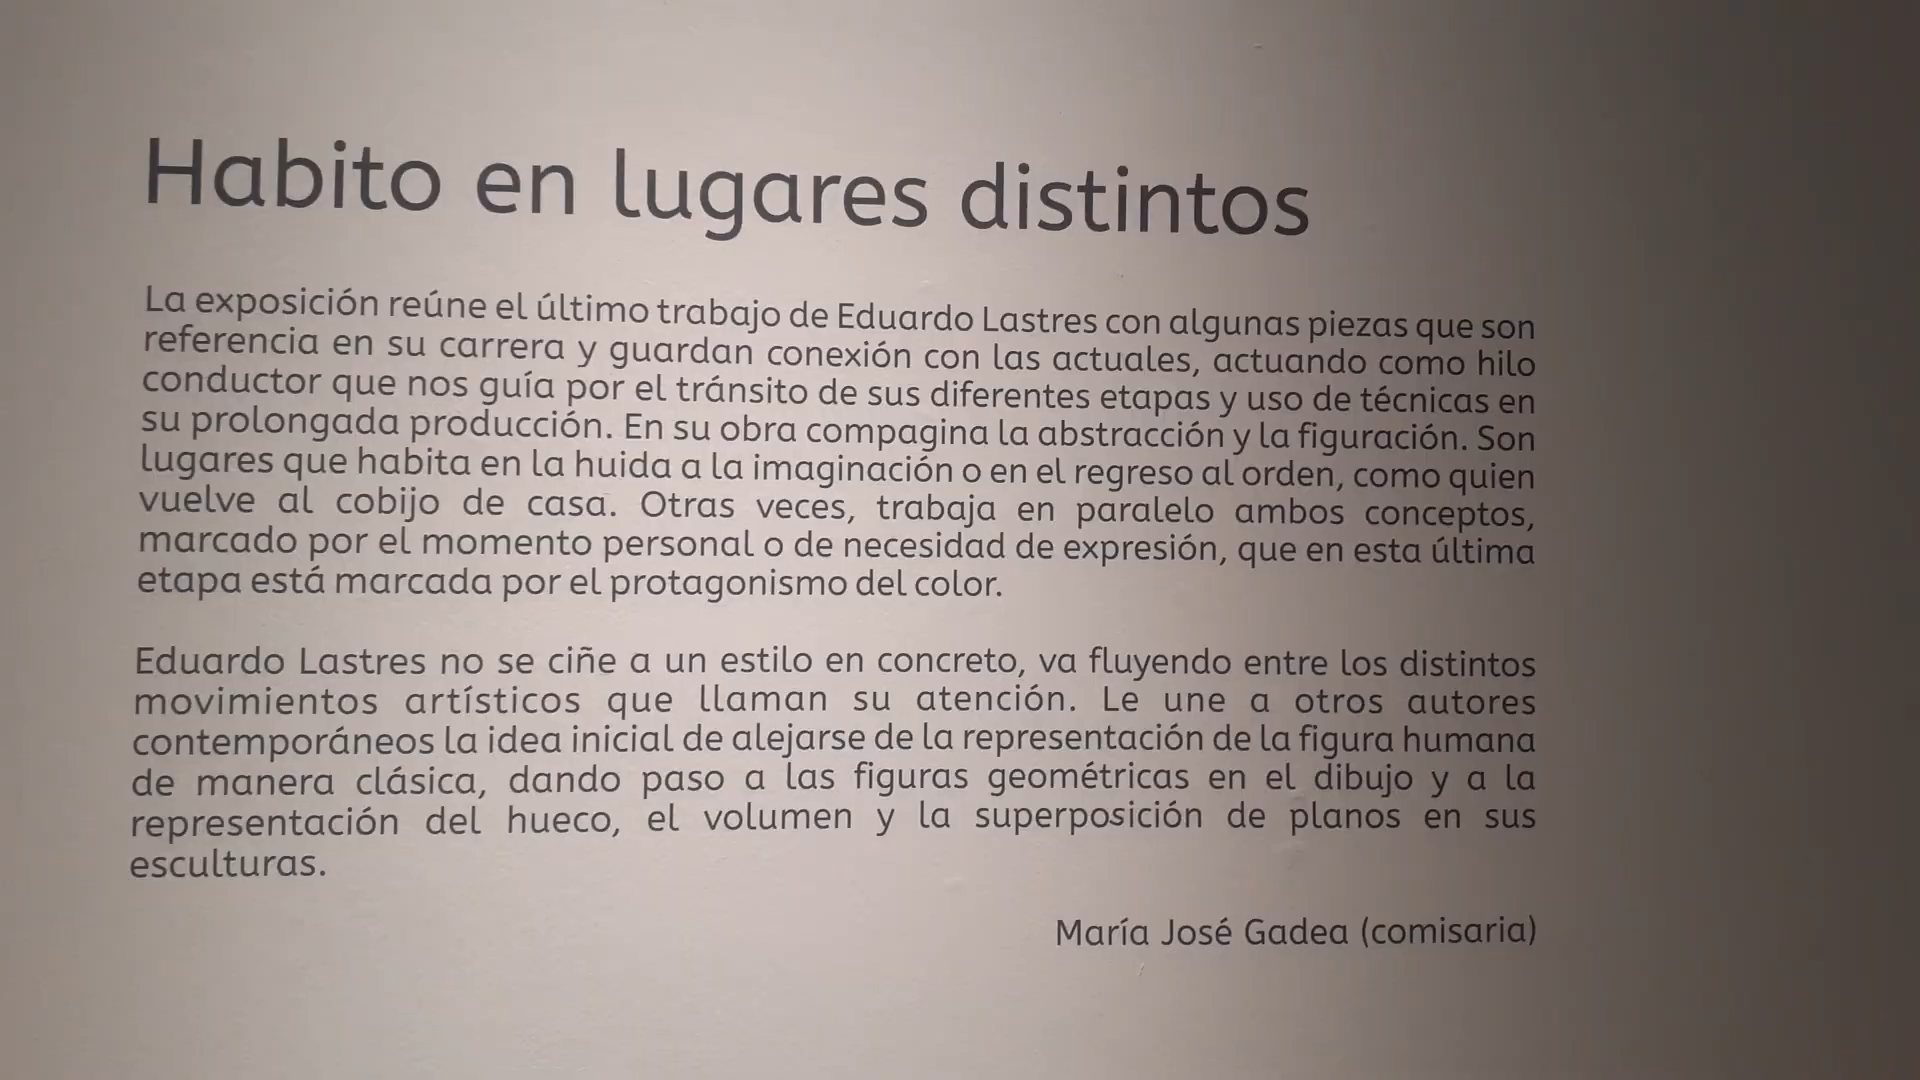 Habito en lugares distintos
La exposición reúne el último trabajo de Eduardo Lastres con algunas piezas que son
referencia en su carrera y guardan conexión con las actuales, actuando como hilo
conductor que nos guía por el tránsito de sus diferentes etapas y uso de técnicas en
su prolongada producción. En su obra compagina la abstracción y la figuración. Son
lugares que habita en la huida a la imaginación o en el regreso al orden, como quien
vuelve al cobijo de casa. Otras veces, trabaja en paralelo ambos conceptos,
marcado por el momento personal o de necesidad de expresión, que en esta última
etapa está marcada por el protagonismo del color.
Eduardo Lastres no se ciñe a un estilo en concreto, va fluyendo entre los distintos
movimientos artísticos que llaman su atención. Le une a otros autores
contemporáneos la idea inicial de alejarse de la representación de la figura humana
de manera clásica, dando paso a las figuras geométricas en el dibujo y a la
representación del hueco, el volumen y la superposición de planos en sus
esculturas.
María José Gadea (comisaria)